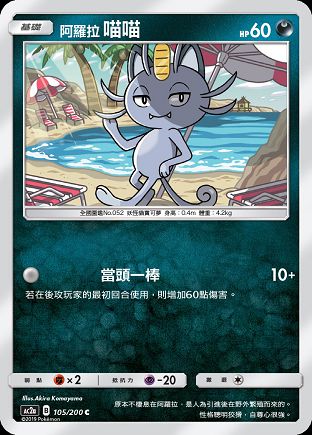 基礎 阿羅拉 喵喵 HP60
全國圖鑑No.052 妖怪貓寶可夢 身高：0.4m 體重：4.2kg
當頭一棒 10+
若在後攻玩家的最初回合使用，則增加60點傷害。
弱點 ×2 抵抗力 -20 撤退
Illus.Akira Komayama
AC2a B 105/200 C
©2019 Pokémon
原本不棲息在阿羅拉，是人為引進後在野外繁殖而來的。
性格聰明狡猾，自尊心很強。